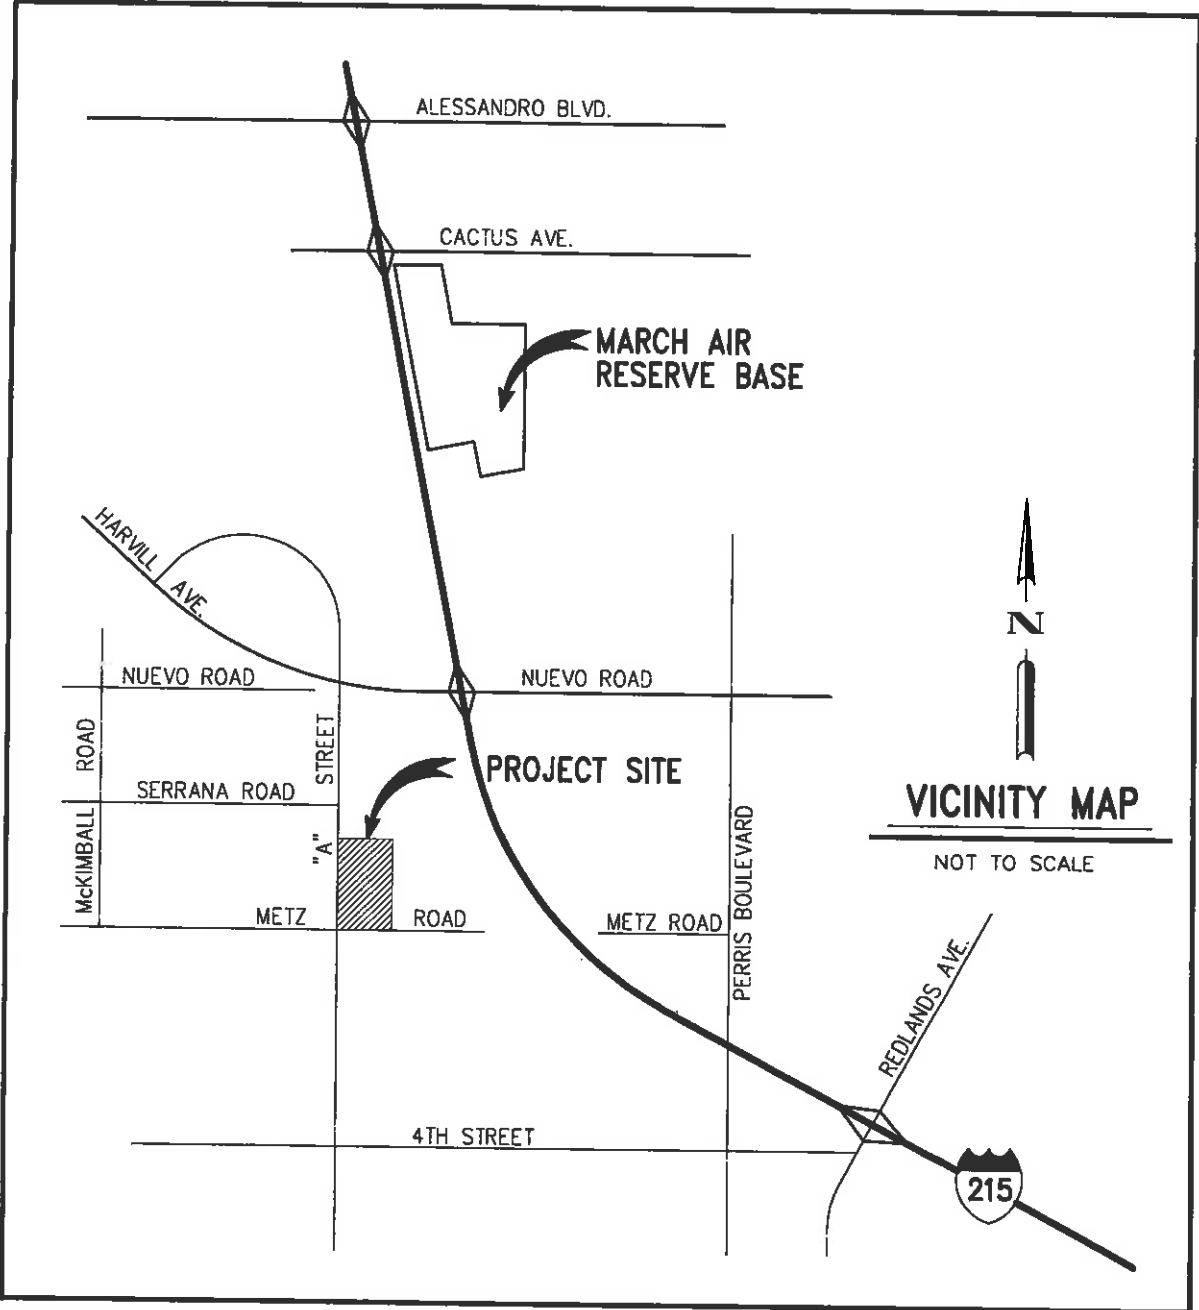 ALESSANDRO BLVD.
CACTUS AVE.
MARCH AIR
RESERVE BASE
HARVILL AVE.
N
NUEVO ROAD
NUEVO ROAD
McKIMBALL ROAD
"A" STREET
PROJECT SITE
SERRANA ROAD
VICINITY MAP
NOT TO SCALE
PERRIS BOULEVARD
METZ ROAD
METZ ROAD
REDLANDS AVE.
4TH STREET
215